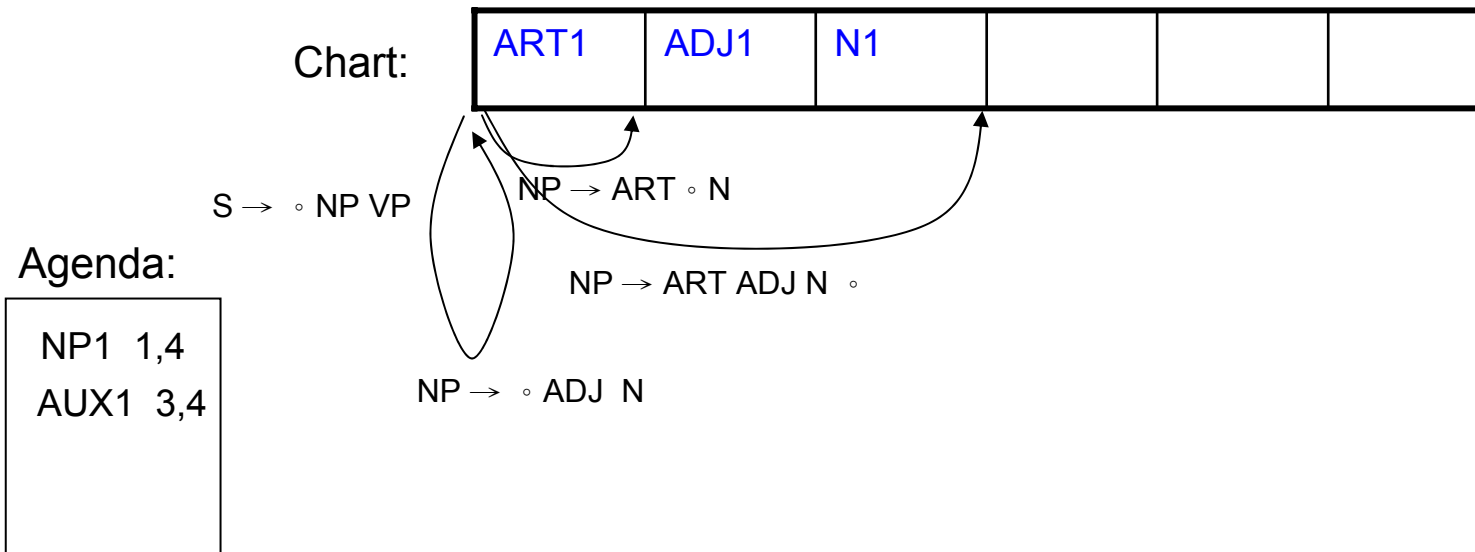 Chart:
ART1 ADJ1 N1
NP → ART ∘ N
S → ∘ NP VP
Agenda:
NP → ART ADJ N ∘
NP1 1,4
AUX1 3,4
NP → ∘ ADJ N